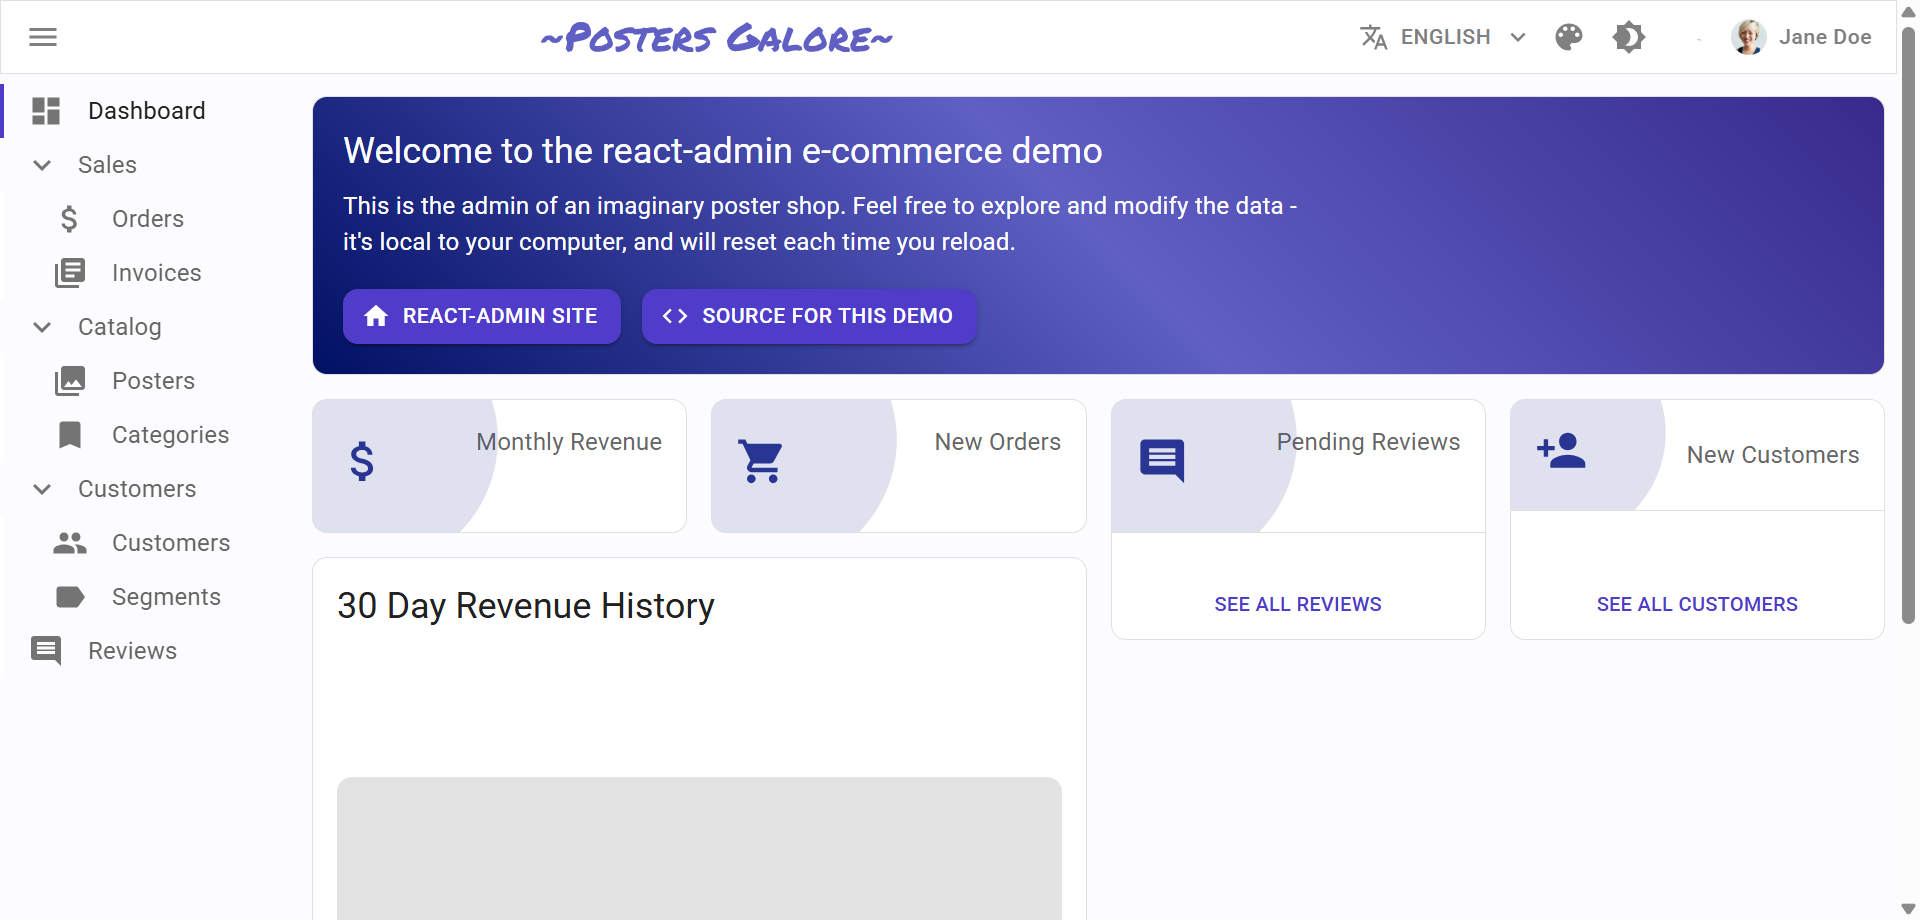 ~Posters Galore~
ENGLISH
Jane Doe
Dashboard
Sales
Orders
Invoices
Catalog
Posters
Categories
Customers
Customers
Segments
Reviews
Welcome to the react-admin e-commerce demo
This is the admin of an imaginary poster shop. Feel free to explore and modify the data -
it's local to your computer, and will reset each time you reload.
REACT-ADMIN SITE
SOURCE FOR THIS DEMO
Monthly Revenue
New Orders
Pending Reviews
New Customers
SEE ALL REVIEWS
SEE ALL CUSTOMERS
30 Day Revenue History